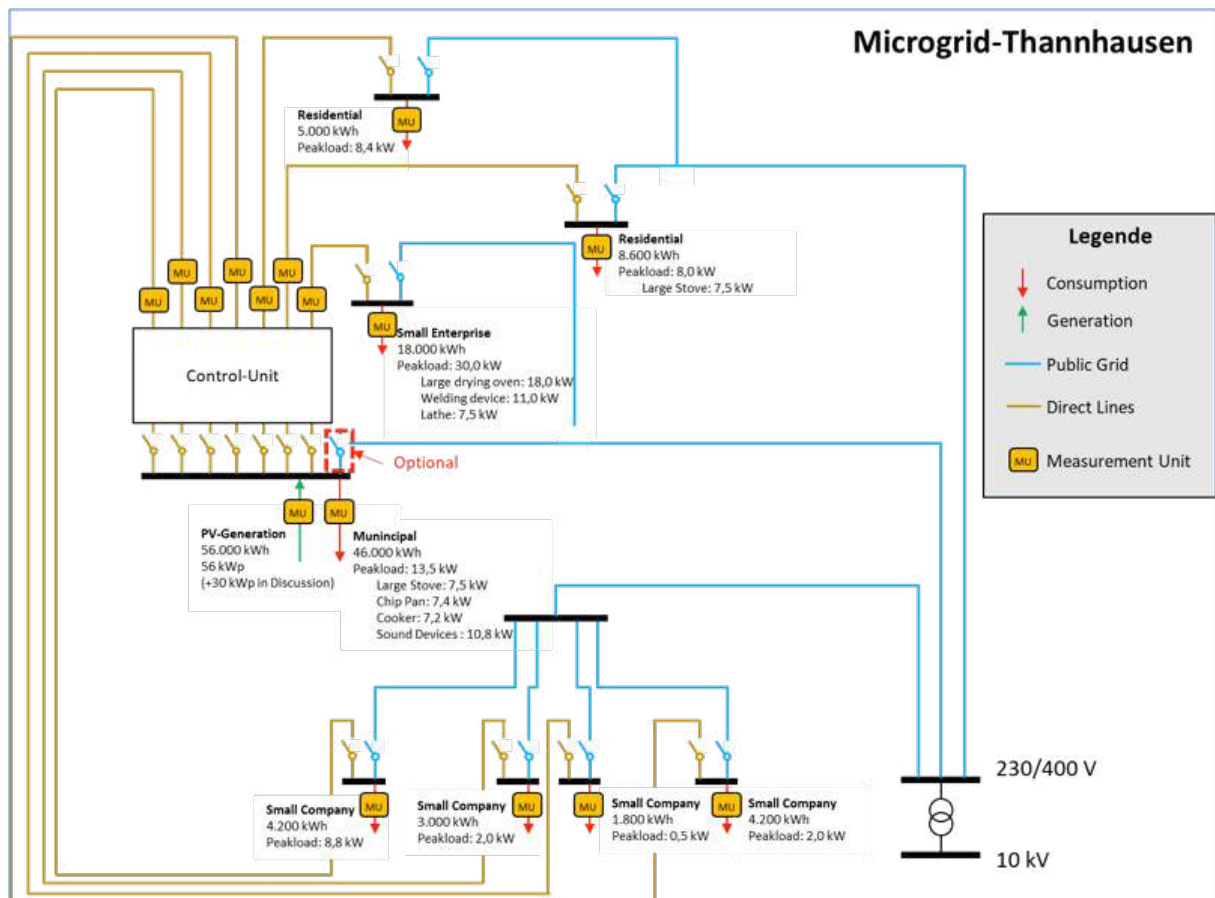 Microgrid-Thannhausen
MU
Residential
5.000 kWh
Peakload: 8,4 kW
MU
Residential
8.600 kWh
Peakload: 8,0 kW
Large Stove: 7,5 kW
Legende
Consumption
Generation
Public Grid
Direct Lines
MU
Measurement Unit
MU
MU
MU
MU
MU
MU
MU
MU
Small Enterprise
18.000 kWh
Peakload: 30,0 kW
Large drying oven: 18,0 kW
Welding device: 11,0 kW
Lathe: 7,5 kW
Control-Unit
Optional
MU
MU
PV-Generation
56.000 kWh
56 kWp
(+30 kWp in Discussion)
Munincipal
46.000 kWh
Peakload: 13,5 kW
Large Stove: 7,5 kW
Chip Pan: 7,4 kW
Cooker: 7,2 kW
Sound Devices : 10,8 kW
230/400 V
10 kV
MU
Small Company
4.200 kWh
Peakload: 8,8 kW
MU
Small Company
3.000 kWh
Peakload: 2,0 kW
MU
Small Company
1.800 kWh
Peakload: 0,5 kW
MU
Small Company
4.200 kWh
Peakload: 2,0 kW